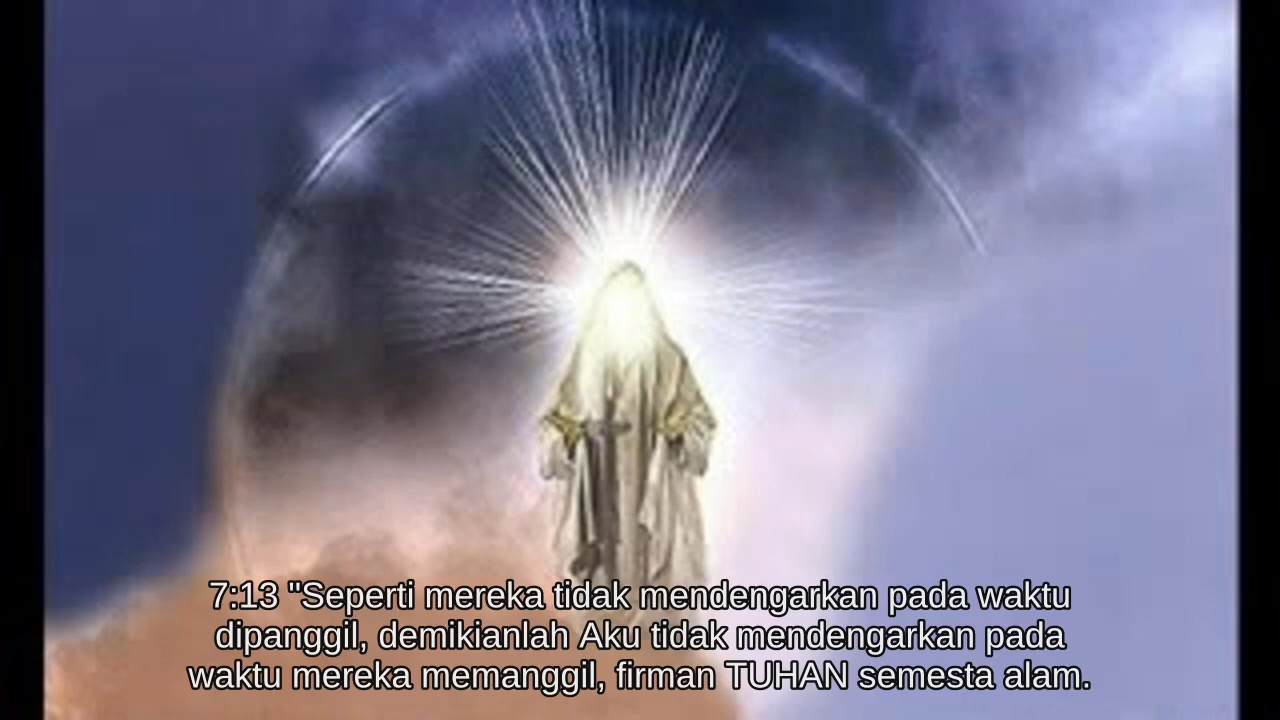 7:13 "Seperti mereka tidak mendengarkan pada waktu
dipanggil, demikianlah Aku tidak mendengarkan pada
waktu mereka memanggil, firman TUHAN semesta alam.